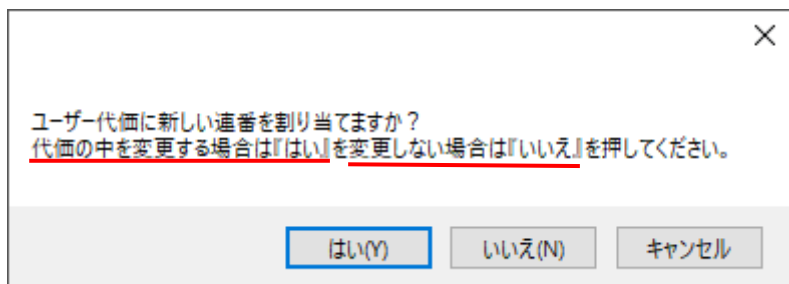 ユーザー代価に新しい連番を割り当てますか？
代価の中を変更する場合は『はい』を変更しない場合は『いいえ』を押してください。
はい(Y) いいえ(N) キャンセル